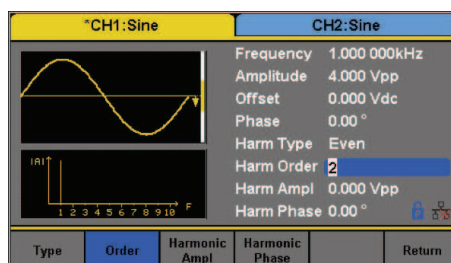 *CH1:Sine
CH2:Sine
Frequency 1.000 000kHz
Amplitude 4.000 Vpp
Offset 0.000 Vdc
Phase 0.00 °
Harm Type Even
Harm Order 2
Harm Ampl 0.000 Vpp
Harm Phase 0.00 °
|A|
1 2 3 4 5 6 7 8 9 10 F
Type
Order
Harmonic Ampl
Harmonic Phase
Return